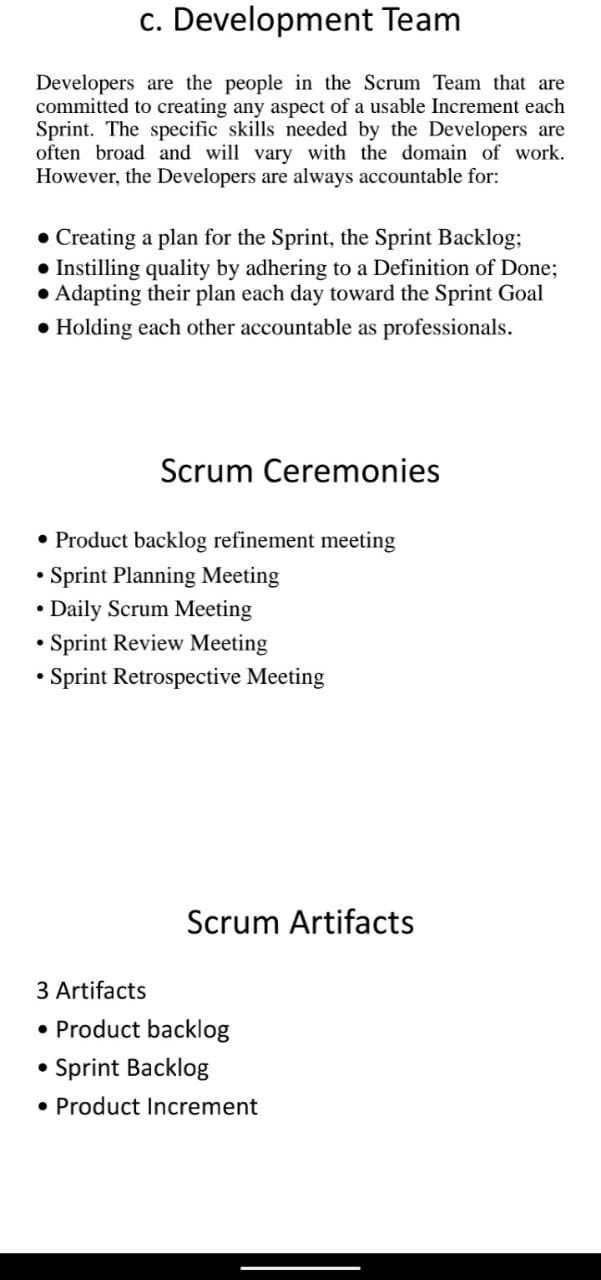 c. Development Team
Developers are the people in the Scrum Team that are
committed to creating any aspect of a usable Increment each
Sprint. The specific skills needed by the Developers are
often broad and will vary with the domain of work.
However, the Developers are always accountable for:
● Creating a plan for the Sprint, the Sprint Backlog;
● Instilling quality by adhering to a Definition of Done;
● Adapting their plan each day toward the Sprint Goal
● Holding each other accountable as professionals.
Scrum Ceremonies
• Product backlog refinement meeting
• Sprint Planning Meeting
• Daily Scrum Meeting
• Sprint Review Meeting
• Sprint Retrospective Meeting
Scrum Artifacts
3 Artifacts
• Product backlog
• Sprint Backlog
• Product Increment